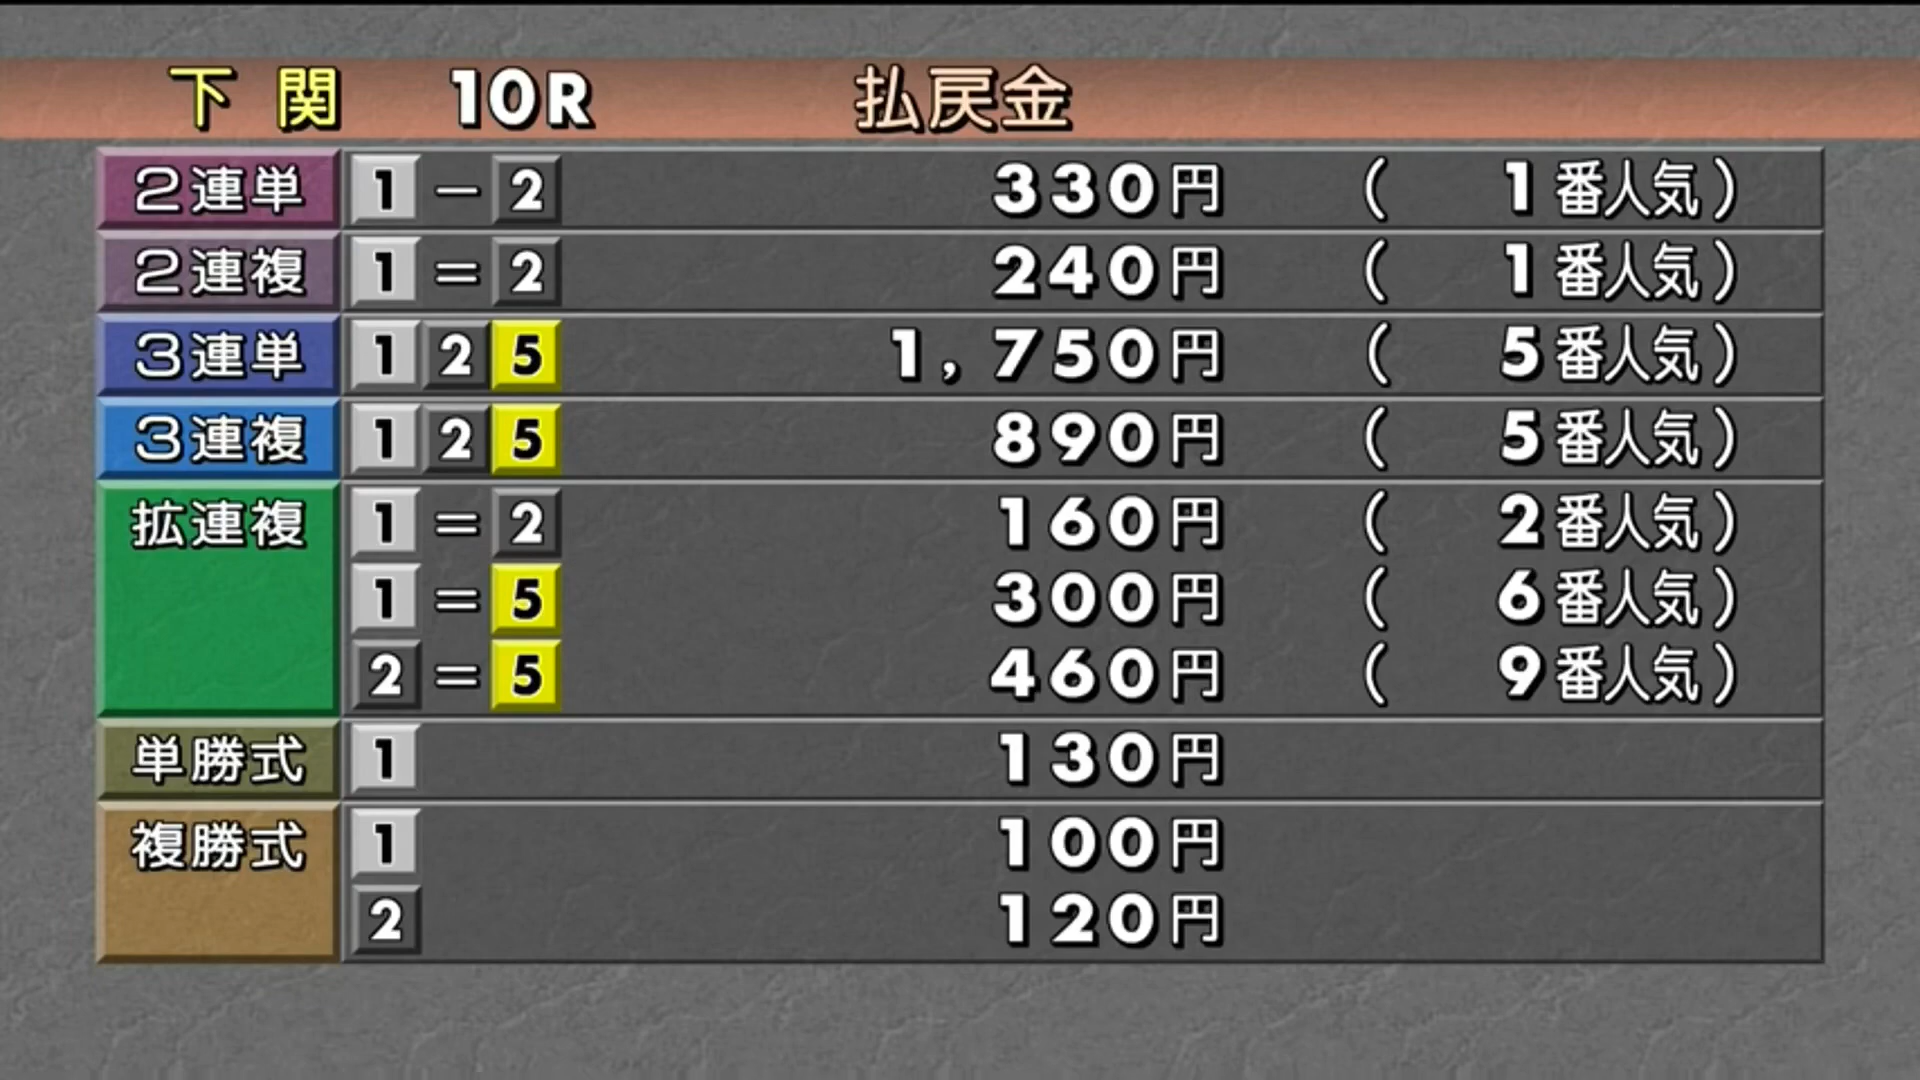 下関 10R 払戻金
２連単 1 － 2 330円 ( 1番人気)
２連複 1 ＝ 2 240円 ( 1番人気)
３連単 1 2 5 1,750円 ( 5番人気)
３連複 1 2 5 890円 ( 5番人気)
拡連複 1 ＝ 2 160円 ( 2番人気)
1 ＝ 5 300円 ( 6番人気)
2 ＝ 5 460円 ( 9番人気)
単勝式 1 130円
複勝式 1 100円
2 120円